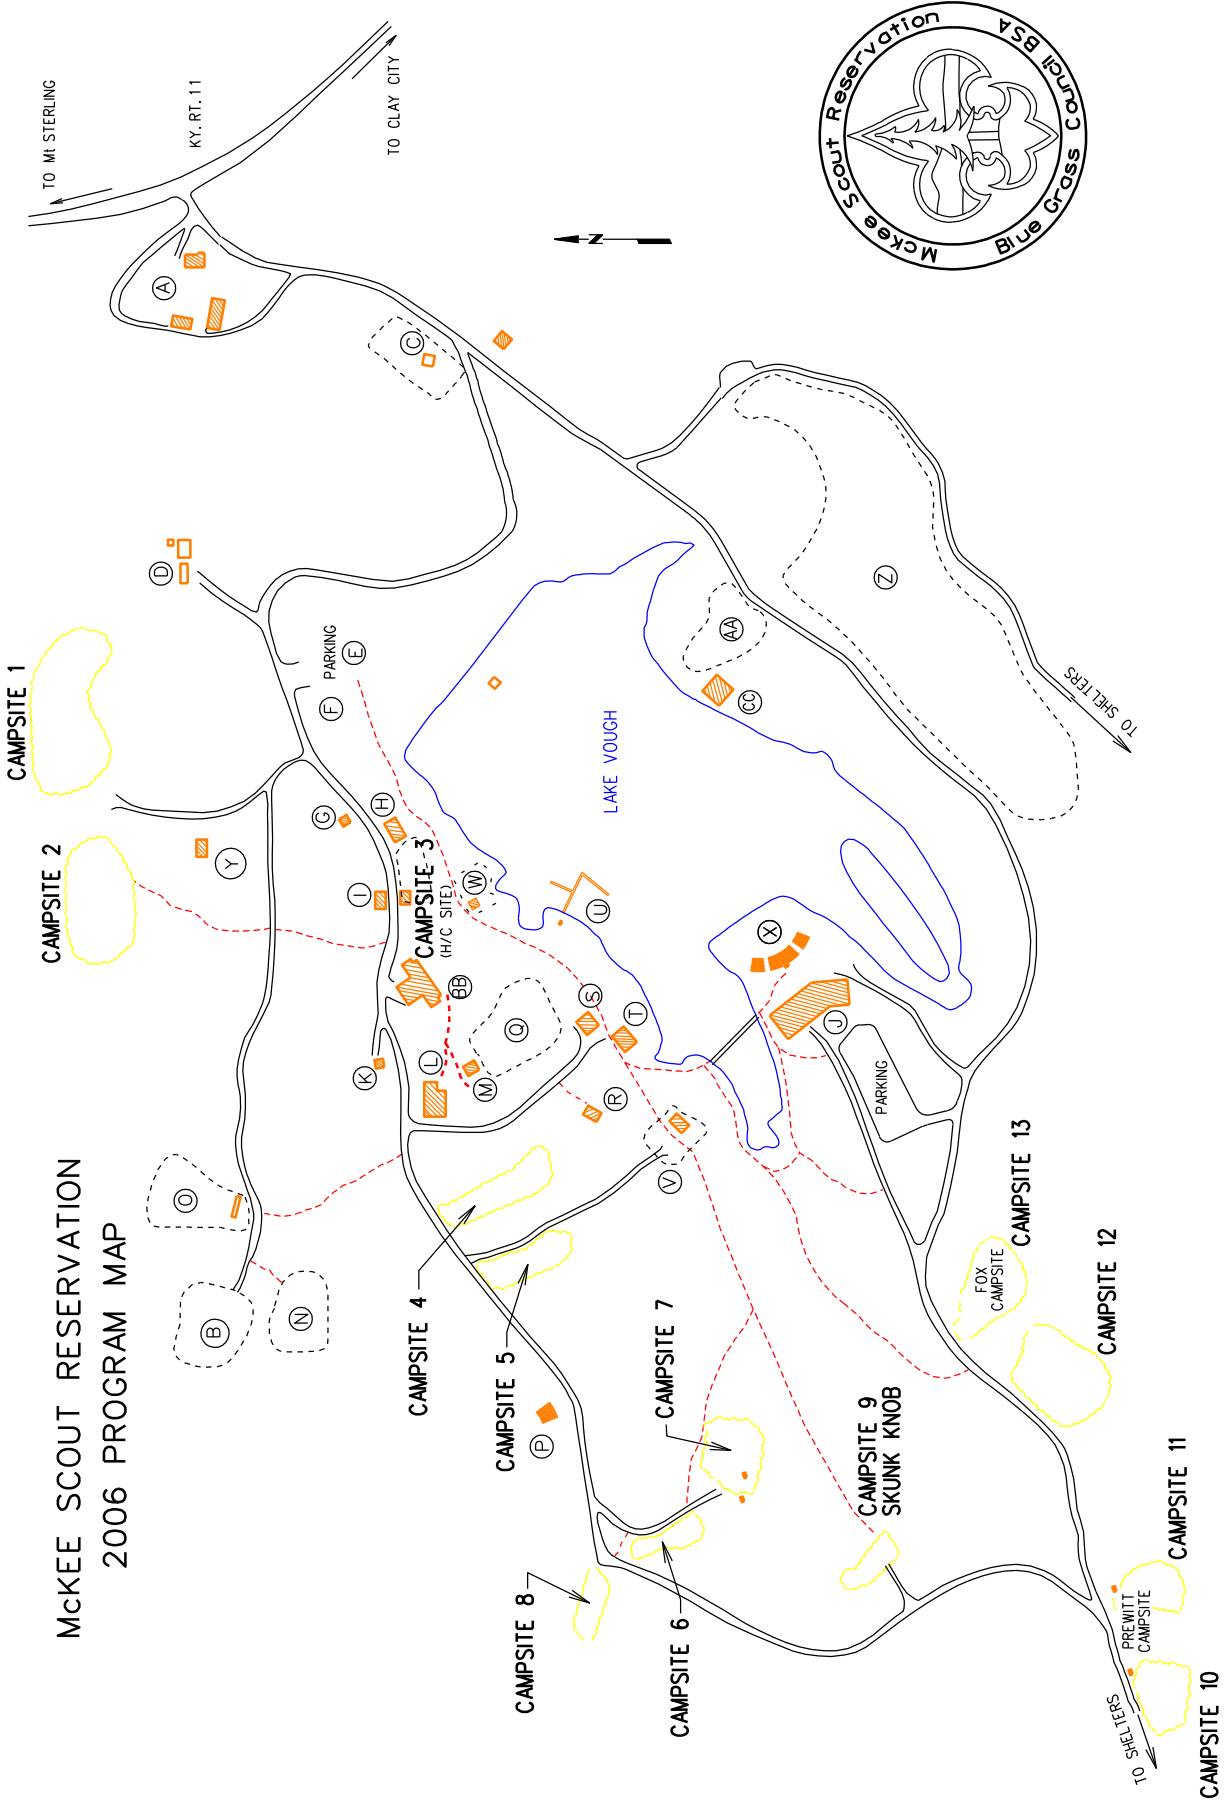 McKEE SCOUT RESERVATION
2006 PROGRAM MAP
TO Mt STERLING
KY. RT. 11
TO CLAY CITY
McKee Scout Reservation
Blue Grass Council BSA
N
A
C
D
PARKING
E
F
CAMPSITE 1
CAMPSITE 2
Y
G
H
I
CAMPSITE 3
(H/C SITE)
W
BB
K
L
M
Q
S
T
U
R
V
X
J
PARKING
LAKE VOUGH
AA
CC
Z
TO SHELTERS
O
B
N
CAMPSITE 4
CAMPSITE 5
P
CAMPSITE 7
CAMPSITE 8
CAMPSITE 6
CAMPSITE 9
SKUNK KNOB
CAMPSITE 13
FOX
CAMPSITE
CAMPSITE 12
CAMPSITE 11
PREWITT
CAMPSITE
CAMPSITE 10
TO SHELTERS